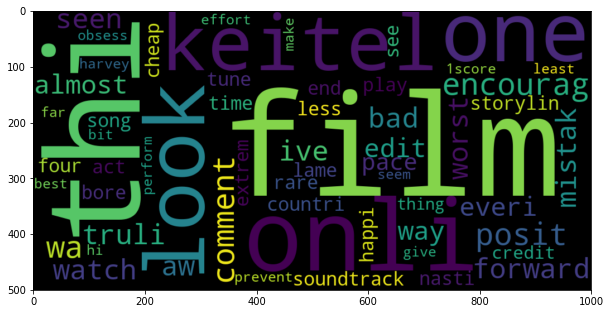 0
100
200
300
400
500
0
200
400
600
800
1000
seen
obsess
harvey
almost
far
song
bit
four
act
best
bore
hi
truli
wa
watch
thi
cheap
look
perform
aw
effort
keitel
make
tune
time
comment
extrem
prevent
film
end
less
play
ive
lame
rare
countri
onli
soundtrack
happi
see
bad
edit
pace
seem
thing
way
give
one
1score
least
encourag
storylin
worst
mistak
everi
posit
credit
nasti
forward